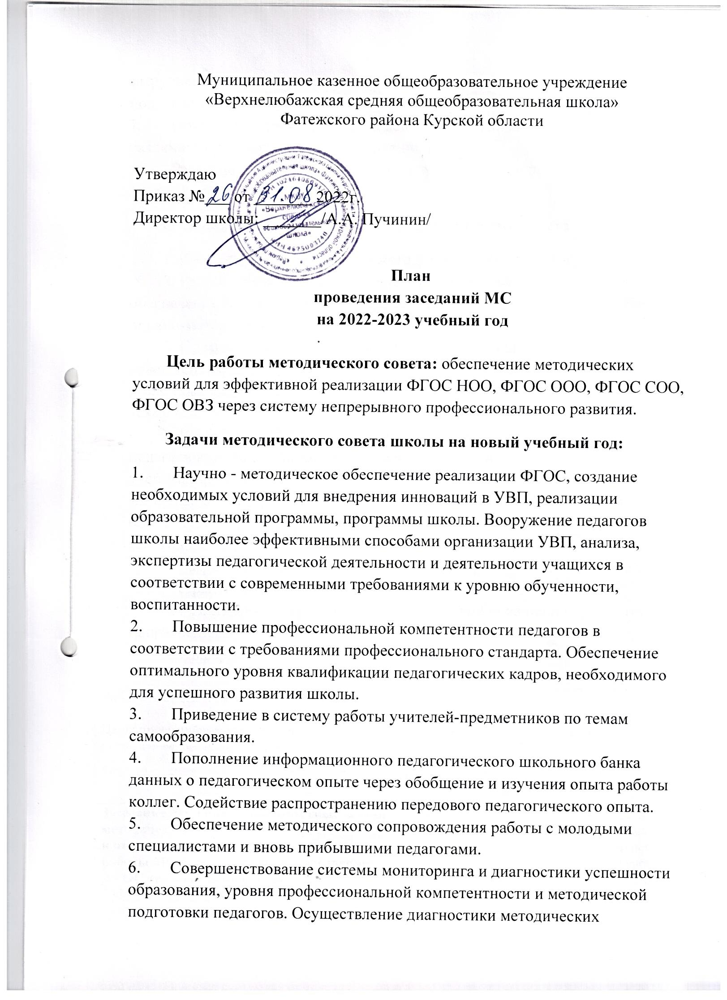 Муниципальное казенное общеобразовательное учреждение
«Верхнелюбажская средняя общеобразовательная школа»
Фатежского района Курской области
Утверждаю
Приказ № 26 от 31.08 2022г.
Директор школы: /А.А. Пучинин/
МКОУ
«Верхнелюбажская
средняя
общеобразовательная
школа»
ИНН 4625003740
План
проведения заседаний МС
на 2022-2023 учебный год
Цель работы методического совета: обеспечение методических
условий для эффективной реализации ФГОС НОО, ФГОС ООО, ФГОС СОО,
ФГОС ОВЗ через систему непрерывного профессионального развития.
Задачи методического совета школы на новый учебный год:
1. Научно - методическое обеспечение реализации ФГОС, создание
необходимых условий для внедрения инноваций в УВП, реализации
образовательной программы, программы школы. Вооружение педагогов
школы наиболее эффективными способами организации УВП, анализа,
экспертизы педагогической деятельности и деятельности учащихся в
соответствии с современными требованиями к уровню обученности,
воспитанности.
2. Повышение профессиональной компетентности педагогов в
соответствии с требованиями профессионального стандарта. Обеспечение
оптимального уровня квалификации педагогических кадров, необходимого
для успешного развития школы.
3. Приведение в систему работы учителей-предметников по темам
самообразования.
4. Пополнение информационного педагогического школьного банка
данных о педагогическом опыте через обобщение и изучения опыта работы
коллег. Содействие распространению передового педагогического опыта.
5. Обеспечение методического сопровождения работы с молодыми
специалистами и вновь прибывшими педагогами.
6. Совершенствование системы мониторинга и диагностики успешности
образования, уровня профессиональной компетентности и методической
подготовки педагогов. Осуществление диагностики методических